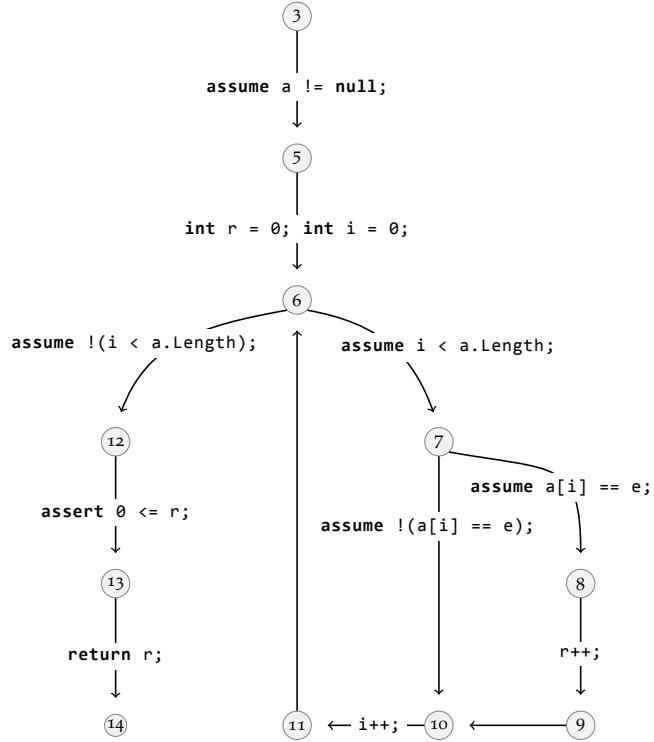 3
assume a != null;
5
int r = 0; int i = 0;
6
assume !(i < a.Length);
assume i < a.Length;
12
7
assume a[i] == e;
assert 0 <= r;
assume !(a[i] == e);
13
8
return r;
r++;
14
11
i++;
10
9